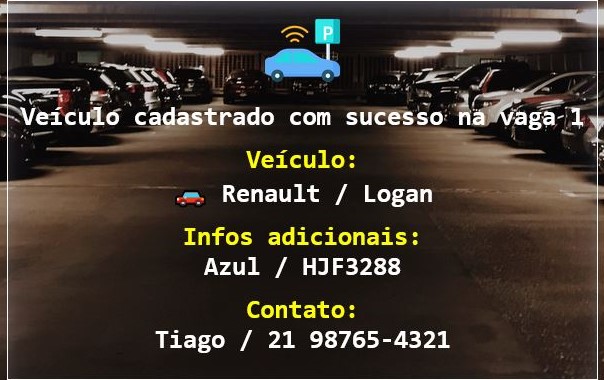 P
Veículo cadastrado com sucesso na vaga 1
Veículo:
Renault / Logan
Infos adicionais:
Azul / HJF3288
Contato:
Tiago / 21 98765-4321